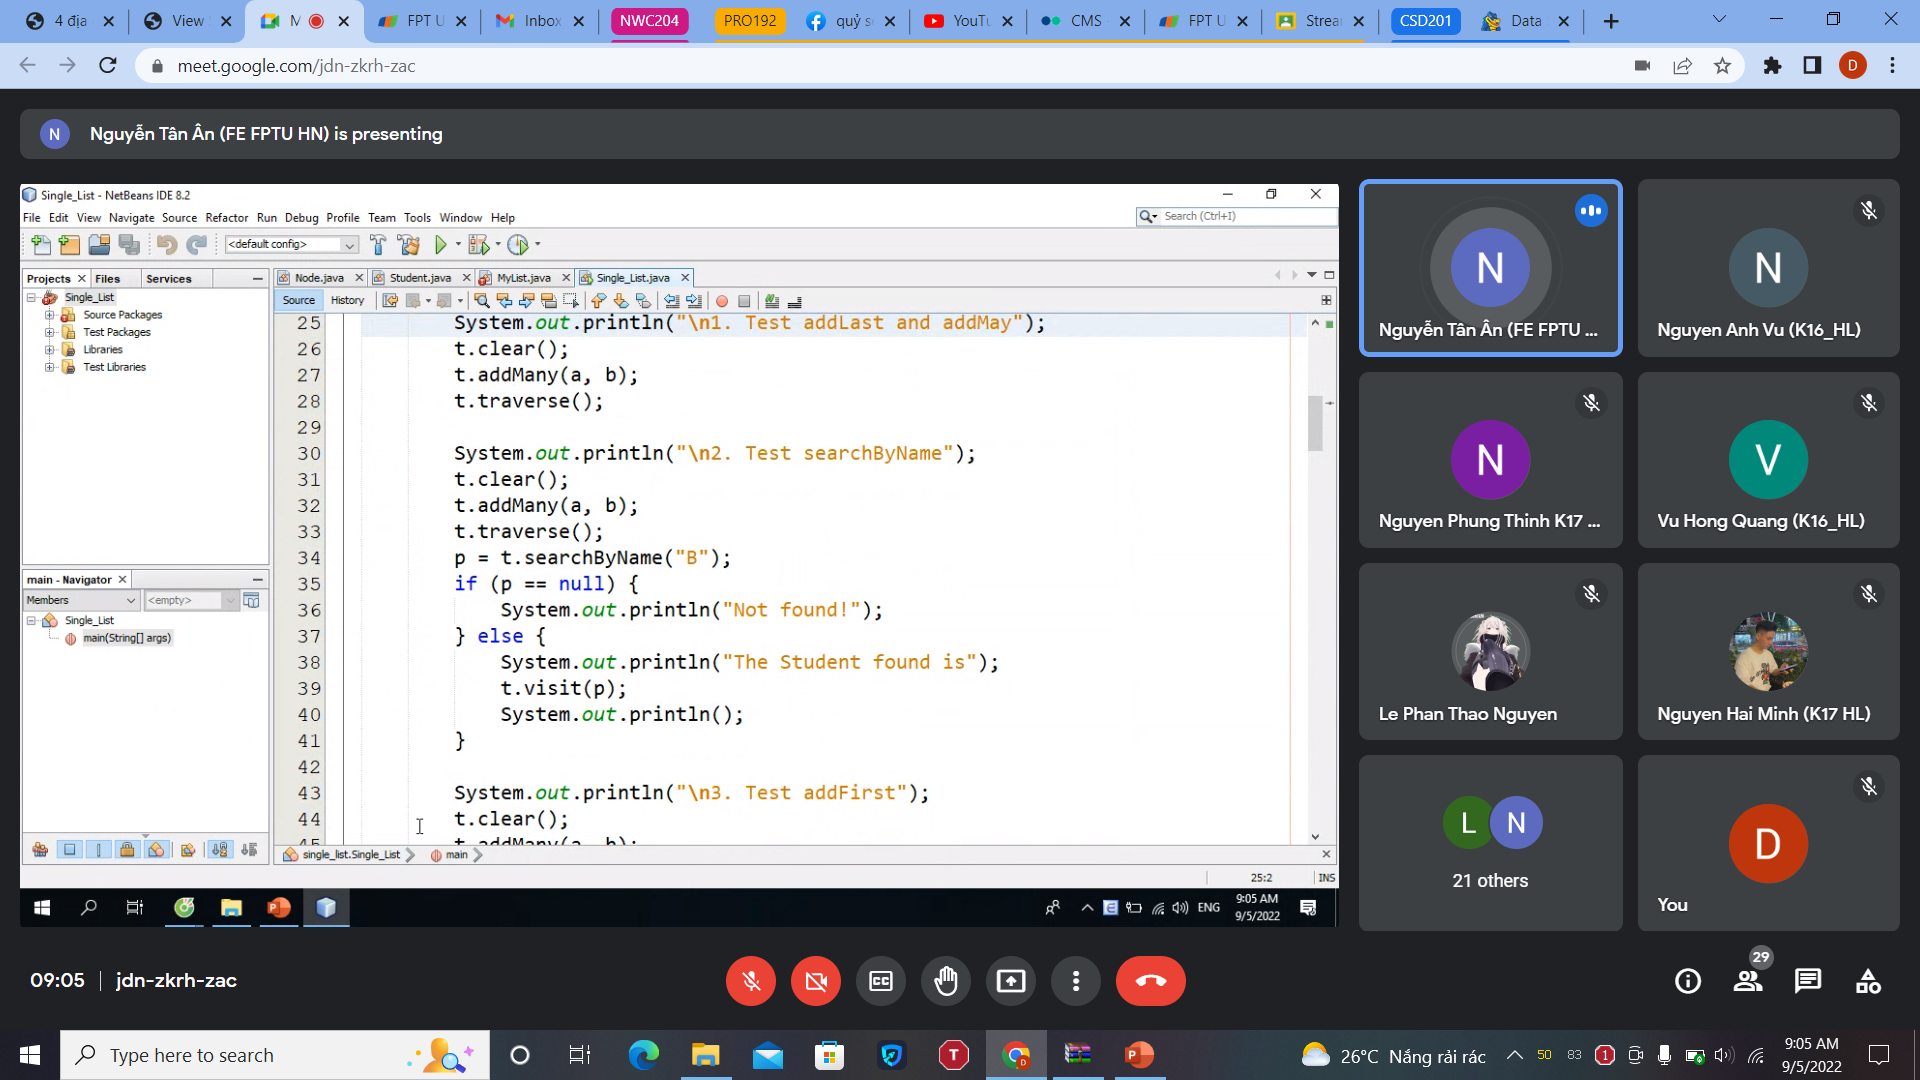 4 địa
View
M
FPT U
Inbox
NWC204
PRO192
quỷ s
YouTu
CMS
FPT U
Strea
CSD201
Data
meet.google.com/jdn-zkrh-zac
D
N
Nguyễn Tân Ân (FE FPTU HN) is presenting
Single_List - NetBeans IDE 8.2
File Edit View Navigate Source Refactor Run Debug Profile Team Tools Window Help
Search (Ctrl+I)
<default config>
Projects Files Services
Node.java Student.java MyList.java Single_List.java
Source History
Single_List
Source Packages
Test Packages
Libraries
Test Libraries
25 System.out.println("\n1. Test addLast and addMay");
26 t.clear();
27 t.addMany(a, b);
28 t.traverse();
29
30 System.out.println("\n2. Test searchByName");
31 t.clear();
32 t.addMany(a, b);
33 t.traverse();
34 p = t.searchByName("B");
35 if (p == null) {
36 System.out.println("Not found!");
37 } else {
38 System.out.println("The Student found is");
39 t.visit(p);
40 System.out.println();
41 }
42
43 System.out.println("\n3. Test addFirst");
44 t.clear();
45 t.addMany(a, b);
main - Navigator
Members <empty>
Single_List
main(String[] args)
single_list.Single_List main
25:2 INS
ENG
9:05 AM
9/5/2022
N
Nguyễn Tân Ân (FE FPTU ...
N
Nguyen Anh Vu (K16_HL)
N
Nguyen Phung Thinh K17 ...
V
Vu Hong Quang (K16_HL)
Le Phan Thao Nguyen
Nguyen Hai Minh (K17 HL)
L N
21 others
D
You
09:05 | jdn-zkrh-zac
CC
29
Type here to search
T
26°C Nắng rải rác
50 83 1
9:05 AM
9/5/2022